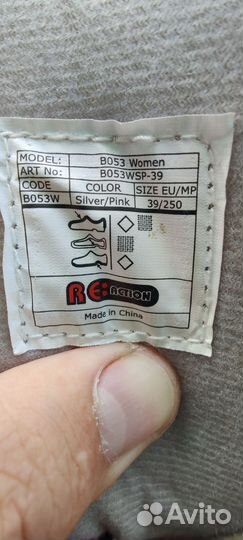 MODEL: B053 Women
ART No: B053WSP-39
CODE COLOR SIZE EU/MP
B053W Silver/Pink 39/250
RE:ACTION
Made in China
Avito